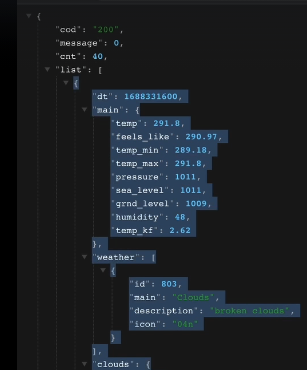 {
"cod": "200",
"message": 0,
"cnt": 40,
"list": [
{
"dt": 1688331600,
"main": {
"temp": 291.8,
"feels_like": 290.97,
"temp_min": 289.18,
"temp_max": 291.8,
"pressure": 1011,
"sea_level": 1011,
"grnd_level": 1009,
"humidity": 48,
"temp_kf": 2.62
},
"weather": [
{
"id": 803,
"main": "Clouds",
"description": "broken clouds",
"icon": "04n"
}
],
"clouds": {